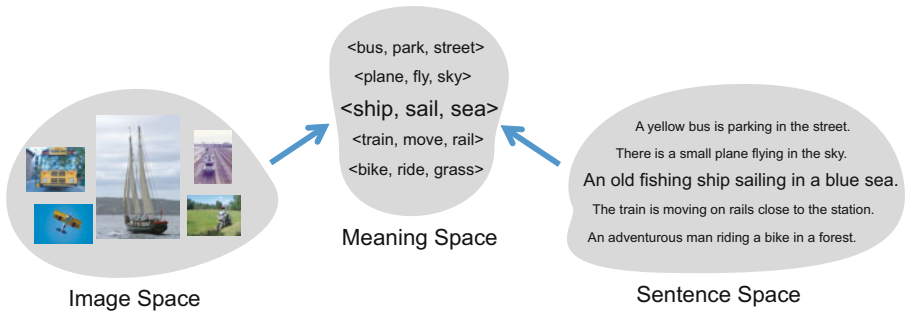 <bus, park, street>
<plane, fly, sky>
<ship, sail, sea>
<train, move, rail>
<bike, ride, grass>
Meaning Space
Image Space
A yellow bus is parking in the street.
There is a small plane flying in the sky.
An old fishing ship sailing in a blue sea.
The train is moving on rails close to the station.
An adventurous man riding a bike in a forest.
Sentence Space